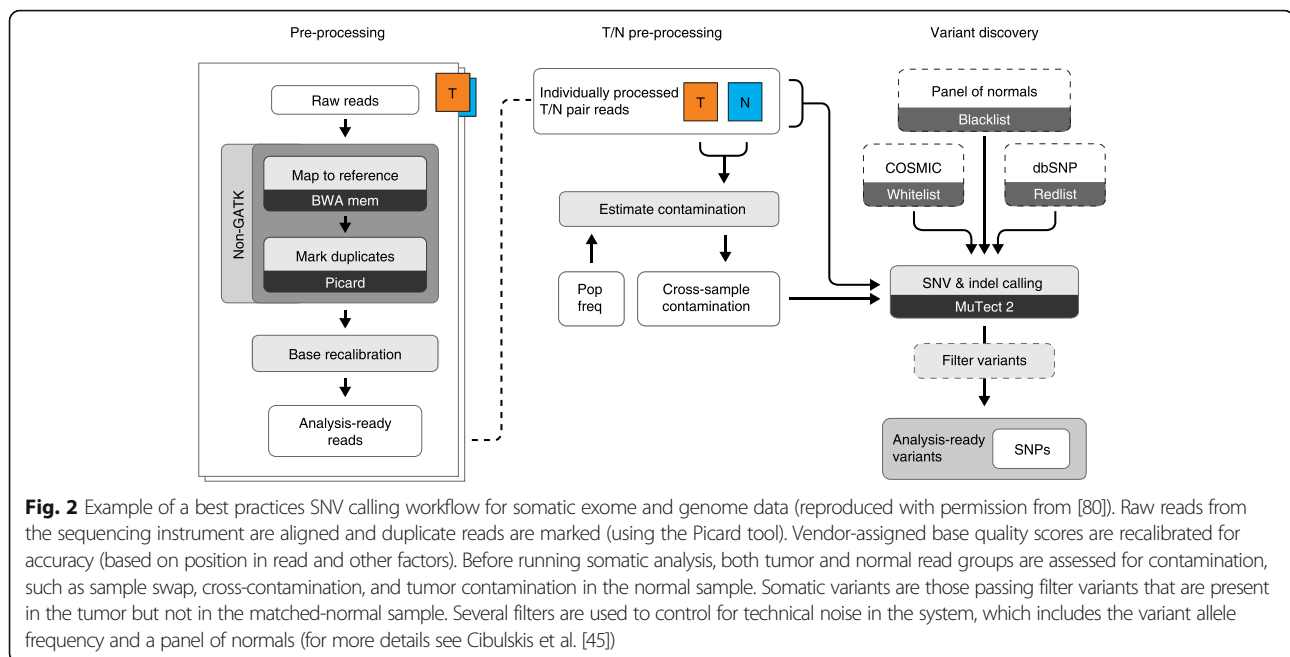 Pre-processing
T/N pre-processing
Variant discovery
T
Raw reads
Non-GATK
Map to reference
BWA mem
Mark duplicates
Picard
Base recalibration
Analysis-ready
reads
Individually processed
T/N pair reads
T
N
Estimate contamination
Pop
freq
Cross-sample
contamination
Panel of normals
Blacklist
COSMIC
Whitelist
dbSNP
Redlist
SNV & indel calling
MuTect 2
Filter variants
Analysis-ready
variants
SNPs
Fig. 2 Example of a best practices SNV calling workflow for somatic exome and genome data (reproduced with permission from [80]). Raw reads from
the sequencing instrument are aligned and duplicate reads are marked (using the Picard tool). Vendor-assigned base quality scores are recalibrated for
accuracy (based on position in read and other factors). Before running somatic analysis, both tumor and normal read groups are assessed for contamination,
such as sample swap, cross-contamination, and tumor contamination in the normal sample. Somatic variants are those passing filter variants that are present
in the tumor but not in the matched-normal sample. Several filters are used to control for technical noise in the system, which includes the variant allele
frequency and a panel of normals (for more details see Cibulskis et al. [45])